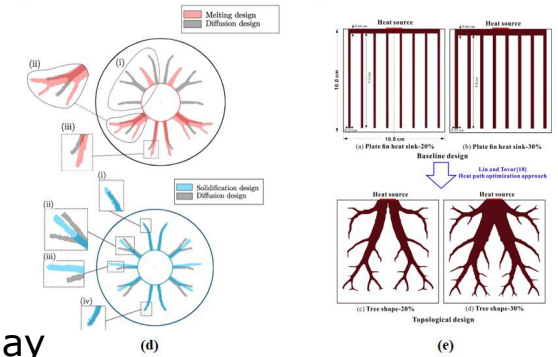 Melting design
Diffusion design
(ii)
(i)
(iii)
Solidification design
Diffusion design
(i)
(ii)
(iii)
(iv)
ay
(d)
Heat source
Heat source
10.0 cm
10.0 cm
(a) Plate fin heat sink-20%
(b) Plate fin heat sink-30%
Baseline design
Liu and Tovar[18]
Heat path optimization approach
Heat source
Heat source
(c) Tree shape-20%
(d) Tree shape-30%
Topological design
(e)